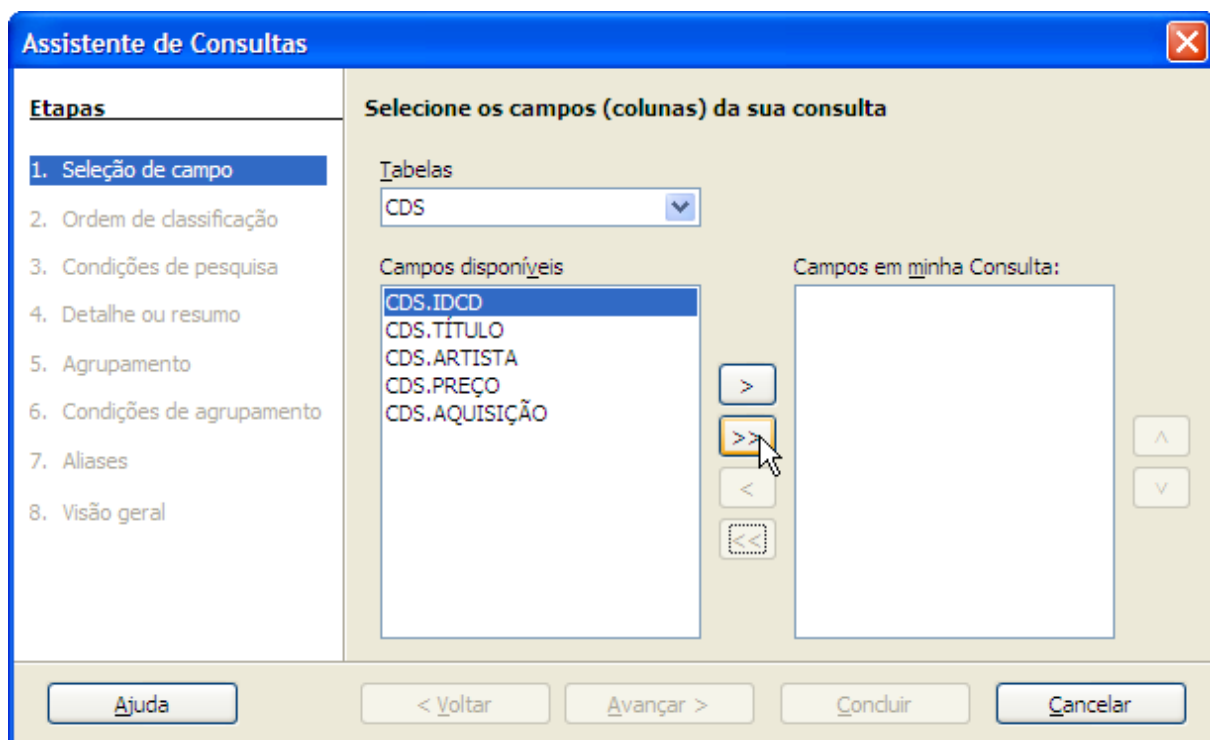 Assistente de Consultas
Etapas
1. Seleção de campo
2. Ordem de classificação
3. Condições de pesquisa
4. Detalhe ou resumo
5. Agrupamento
6. Condições de agrupamento
7. Aliases
8. Visão geral
Selecione os campos (colunas) da sua consulta
Tabelas
CDS
Campos disponíveis
CDS.IDCD
CDS.TÍTULO
CDS.ARTISTA
CDS.PREÇO
CDS.AQUISIÇÃO
>
>>
<
<<
Campos em minha Consulta:
Ajuda
< Voltar
Avançar >
Concluir
Cancelar